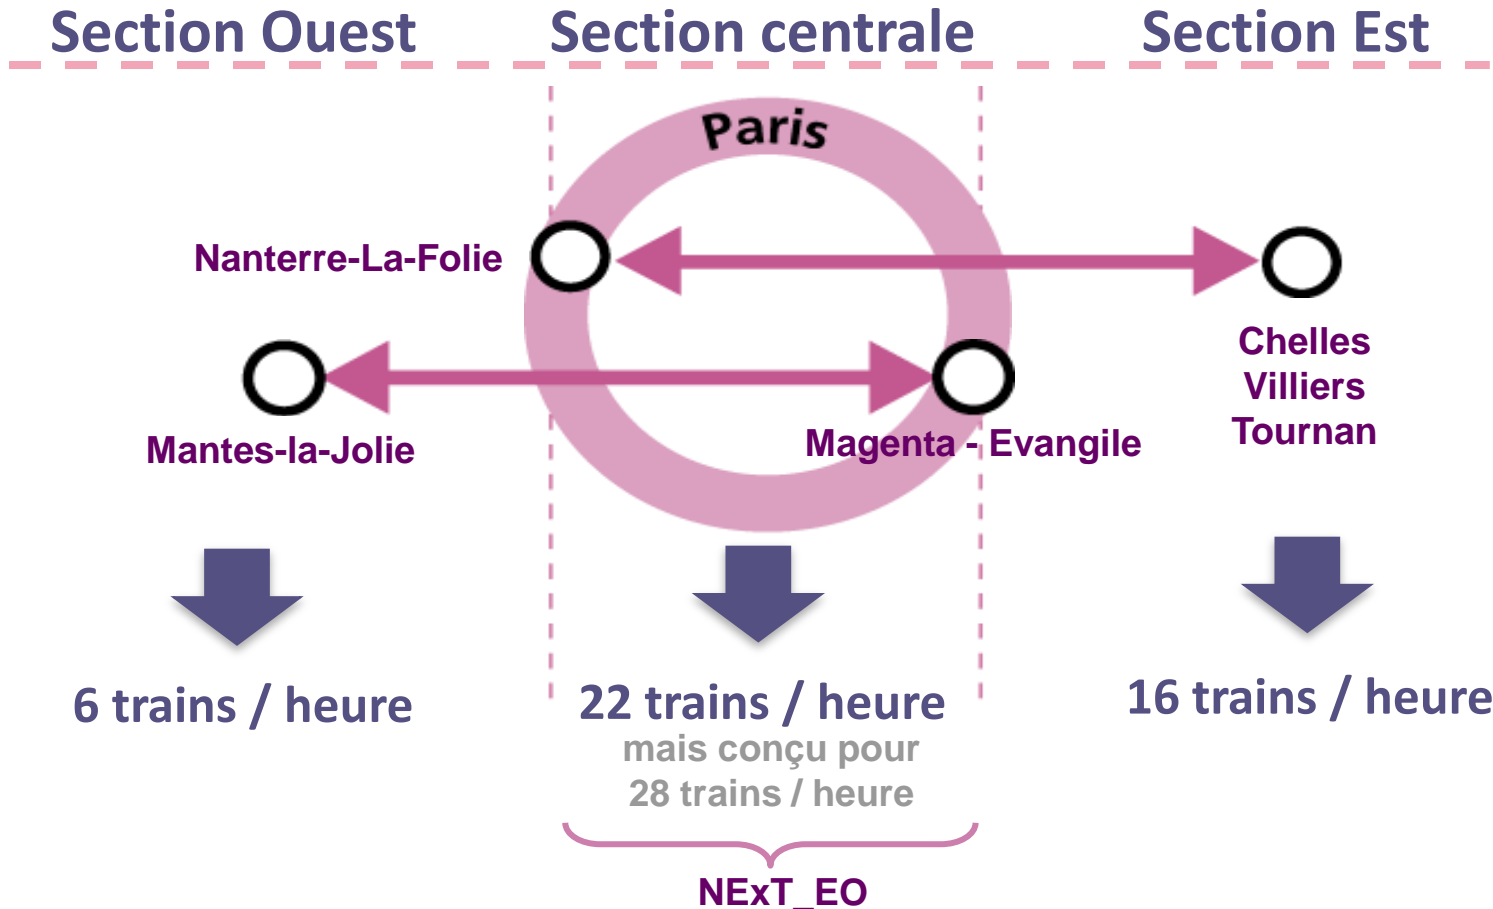 Section Ouest
Section centrale
Section Est
Paris
Nanterre-La-Folie
Chelles
Villiers
Tournan
Mantes-la-Jolie
Magenta - Evangile
6 trains / heure
22 trains / heure
mais conçu pour
28 trains / heure
16 trains / heure
NExT_EO